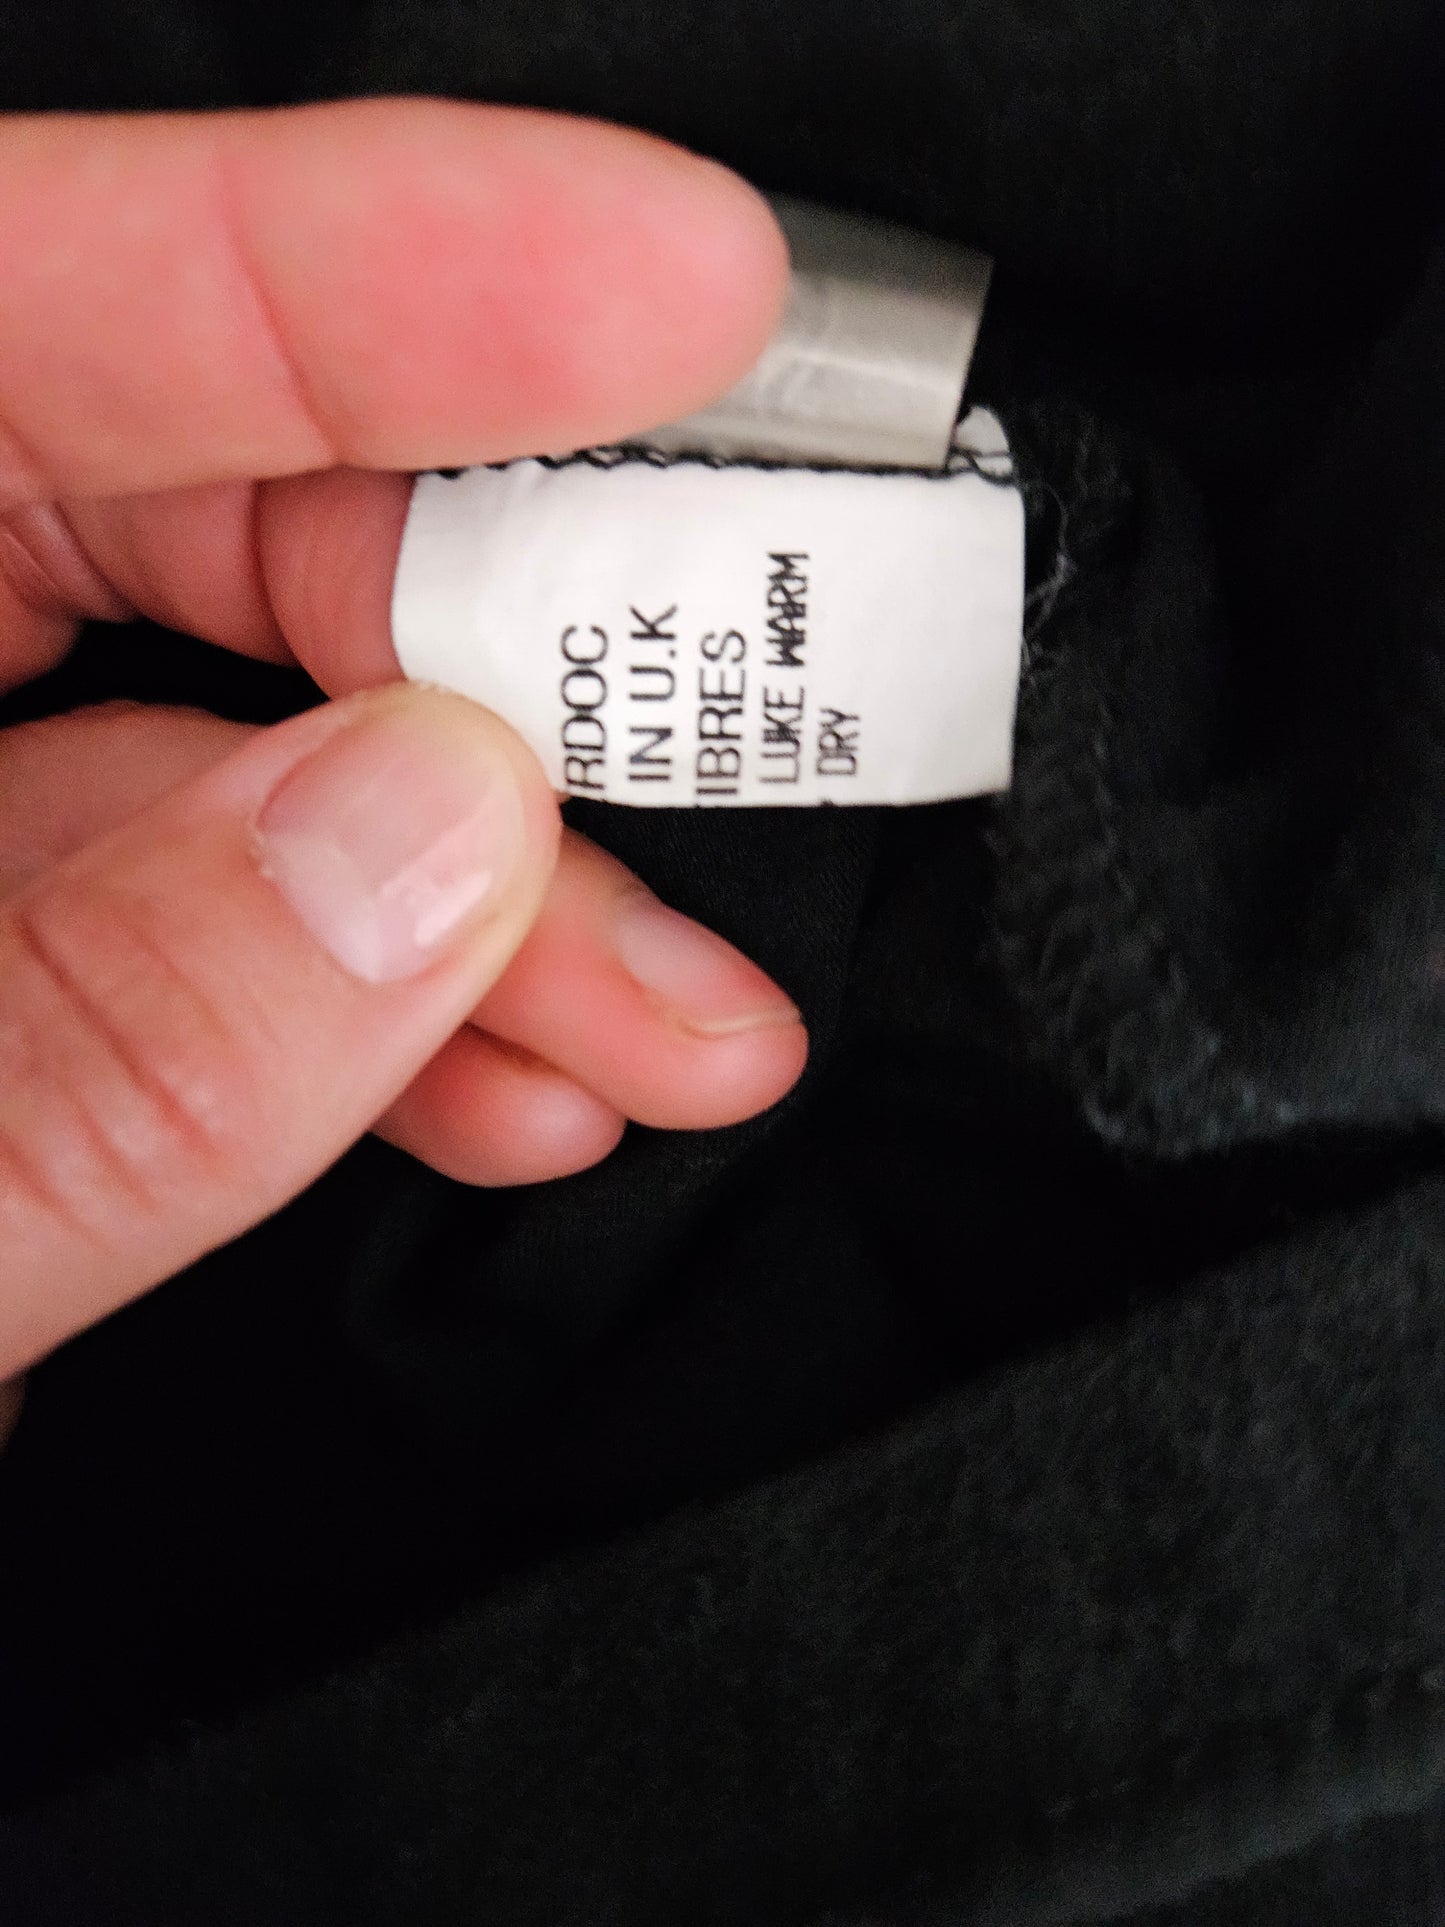 RDOC
IN U.K
IBRES
LUKE WARM
DRY